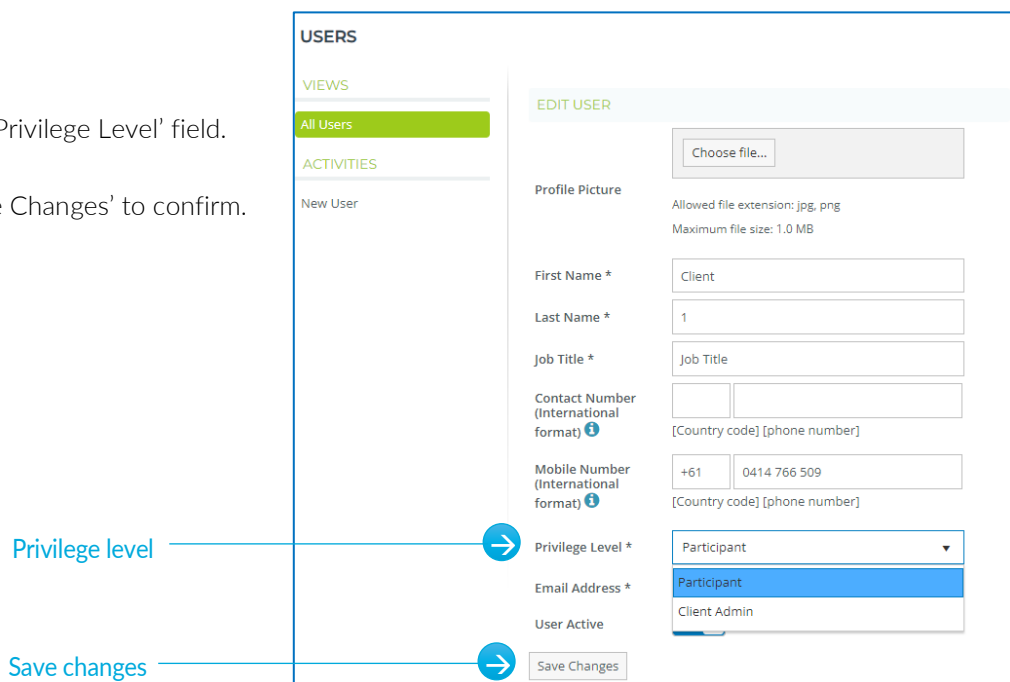 Privilege Level’ field.
Changes’ to confirm.
USERS
VIEWS
All Users
ACTIVITIES
New User
EDIT USER
Profile Picture
Choose file...
Allowed file extension: jpg, png
Maximum file size: 1.0 MB
First Name *
Client
Last Name *
1
Job Title *
Job Title
Contact Number
(International
format)
[Country code] [phone number]
Mobile Number
(International
format)
+61
0414 766 509
[Country code] [phone number]
Privilege level
Privilege Level *
Participant
Participant
Client Admin
Email Address *
User Active
Save changes
Save Changes